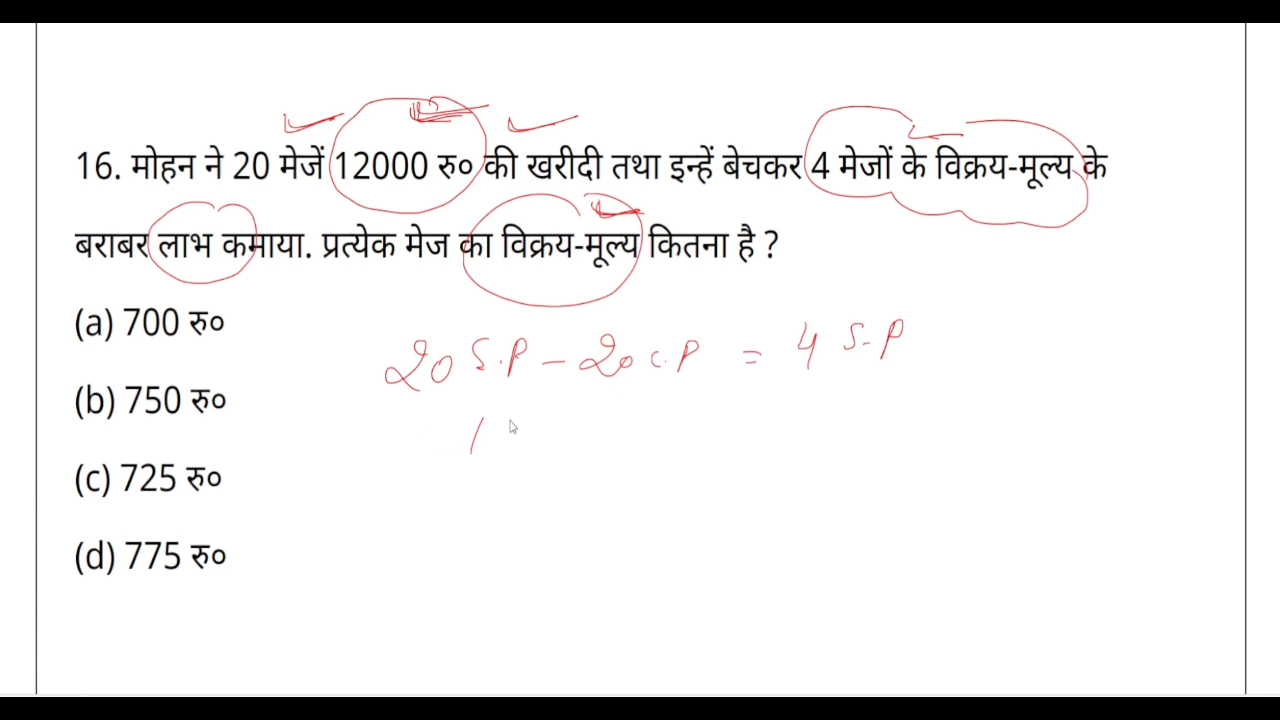 16. मोहन ने 20 मेजें 12000 रु० की खरीदी तथा इन्हें बेचकर 4 मेजों के विक्रय-मूल्य के
बराबर लाभ कमाया. प्रत्येक मेज का विक्रय-मूल्य कितना है ?
(a) 700 रु०
20 S.P - 20 C.P = 4 S.P
(b) 750 रु०
(c) 725 रु०
(d) 775 रु०